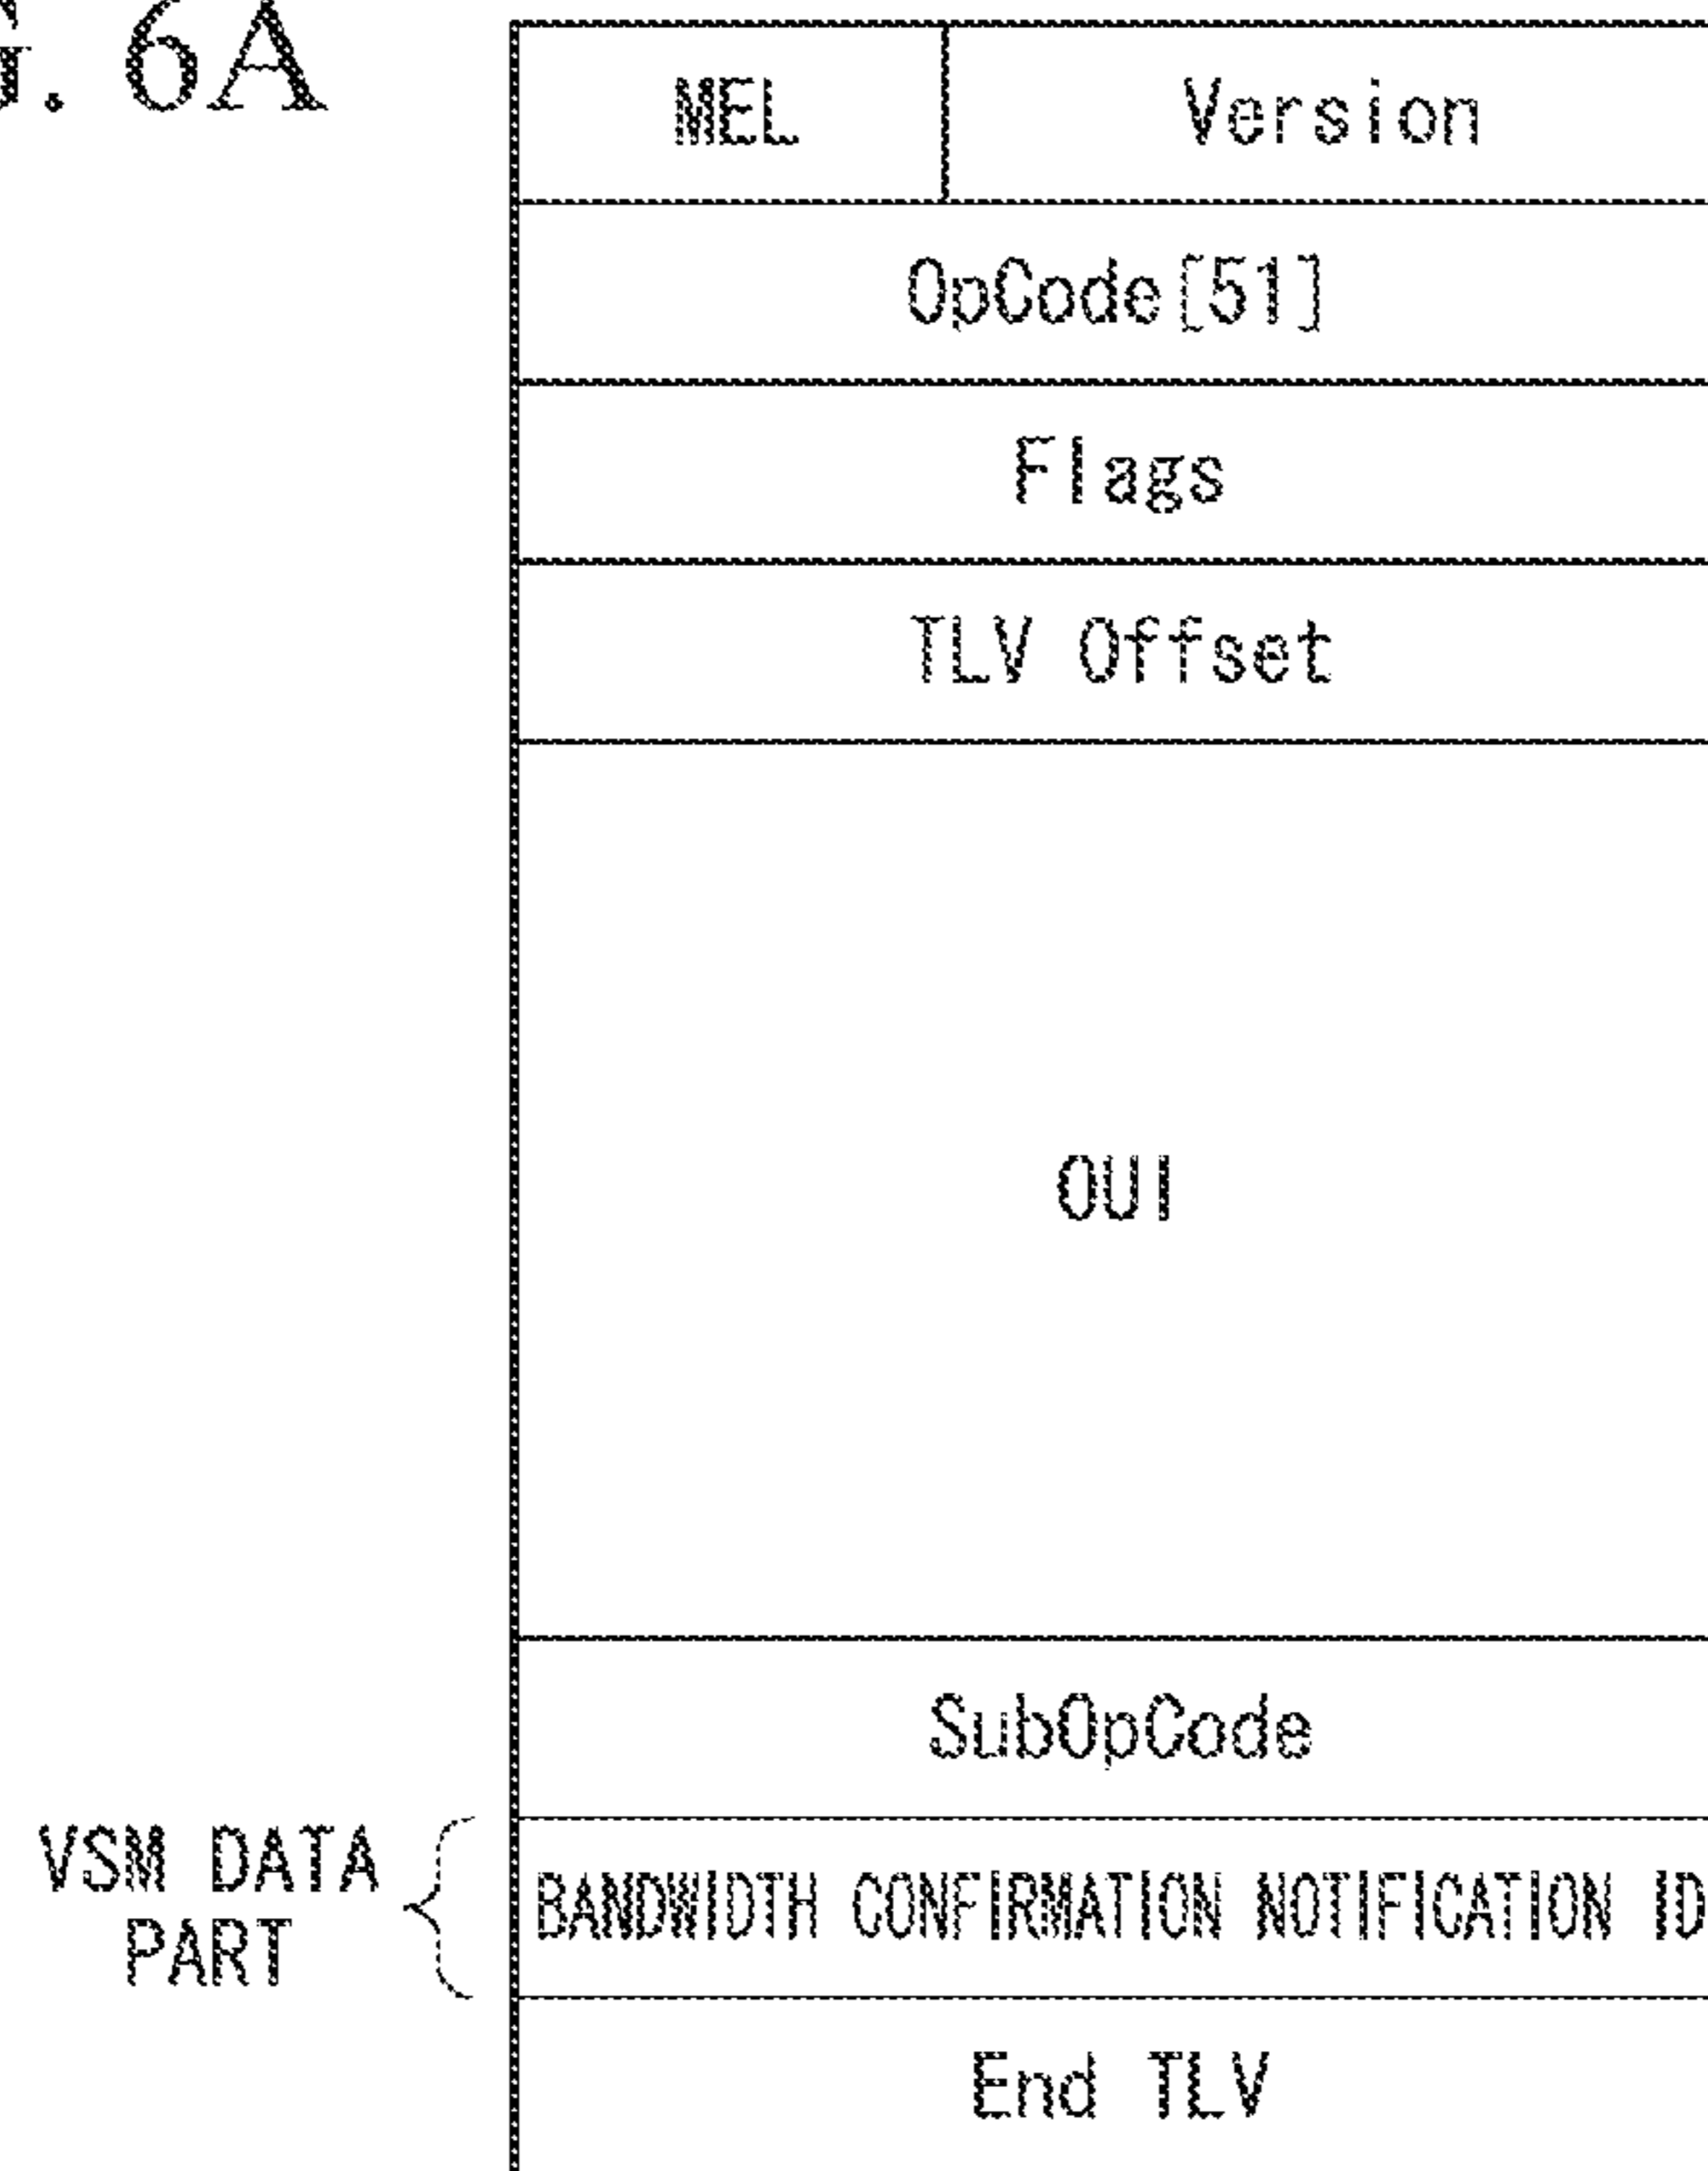 G. 6A
MEL Version
OpCode[51]
Flags
TLV Offset
OUI
SubOpCode
VSM DATA
PART
BANDWIDTH CONFIRMATION NOTIFICATION ID
End TLV